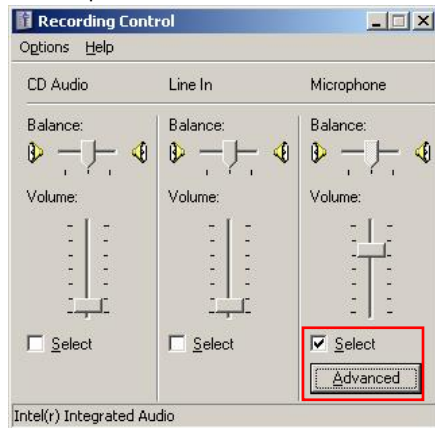 Recording Control
Options Help
CD Audio Line In Microphone
Balance: Balance: Balance:
Volume: Volume: Volume:
Select Select Select
Advanced
Intel(r) Integrated Audio